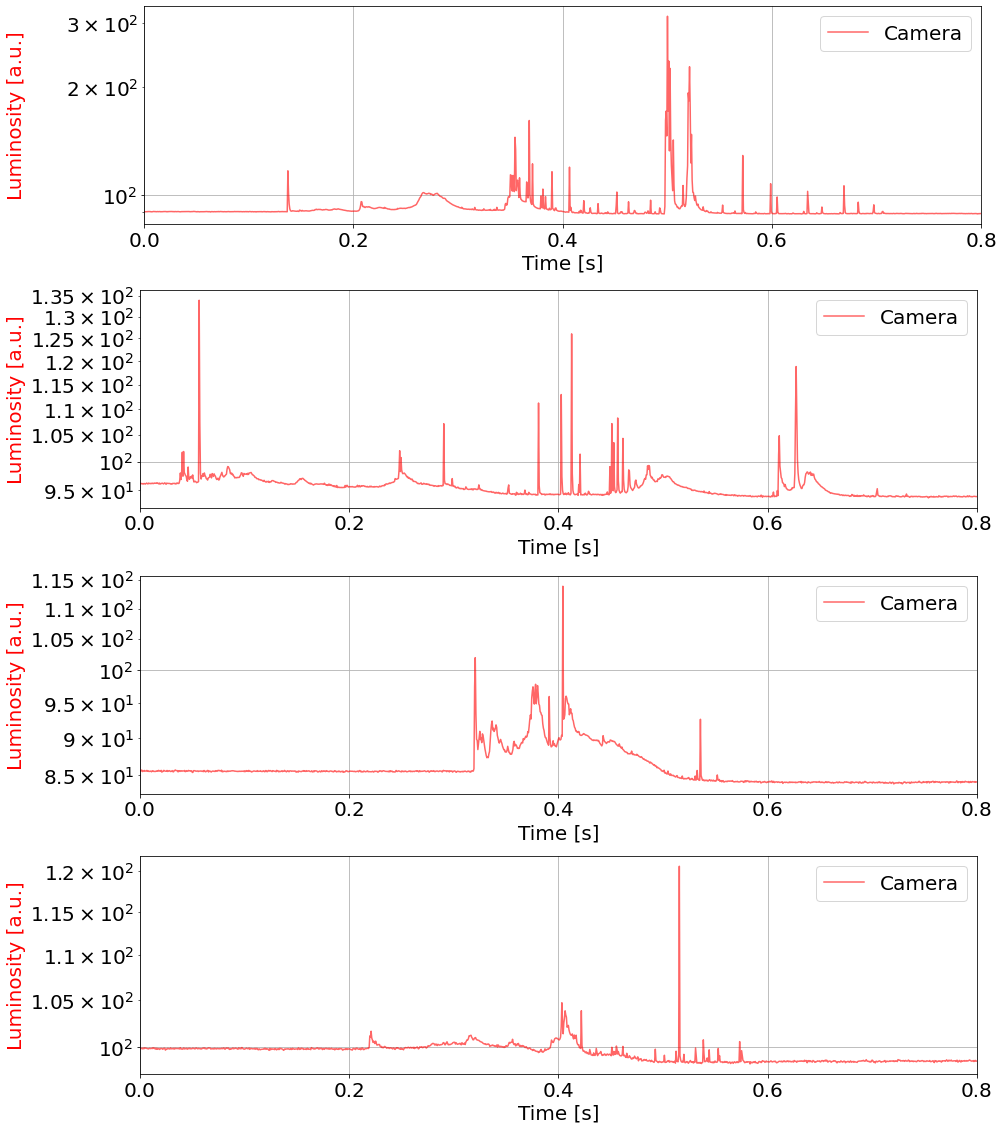 Luminosity [a.u.]
3 × 10²
2 × 10²
10²
Camera
0.0 0.2 0.4 0.6 0.8
Time [s]
Luminosity [a.u.]
1.35 × 10²
1.3 × 10²
1.25 × 10²
1.2 × 10²
1.15 × 10²
1.1 × 10²
1.05 × 10²
10²
9.5 × 10¹
Camera
0.0 0.2 0.4 0.6 0.8
Time [s]
Luminosity [a.u.]
1.15 × 10²
1.1 × 10²
1.05 × 10²
10²
9.5 × 10¹
9 × 10¹
8.5 × 10¹
Camera
0.0 0.2 0.4 0.6 0.8
Time [s]
Luminosity [a.u.]
1.2 × 10²
1.15 × 10²
1.1 × 10²
1.05 × 10²
10²
Camera
0.0 0.2 0.4 0.6 0.8
Time [s]